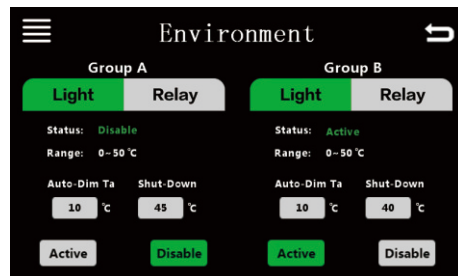 Environment
Group A
Group B
Light Relay
Light Relay
Status: Disable
Range: 0~50 ℃
Status: Active
Range: 0~50 ℃
Auto-Dim Ta Shut-Down
10 ℃ 45 ℃
Auto-Dim Ta Shut-Down
10 ℃ 40 ℃
Active Disable
Active Disable